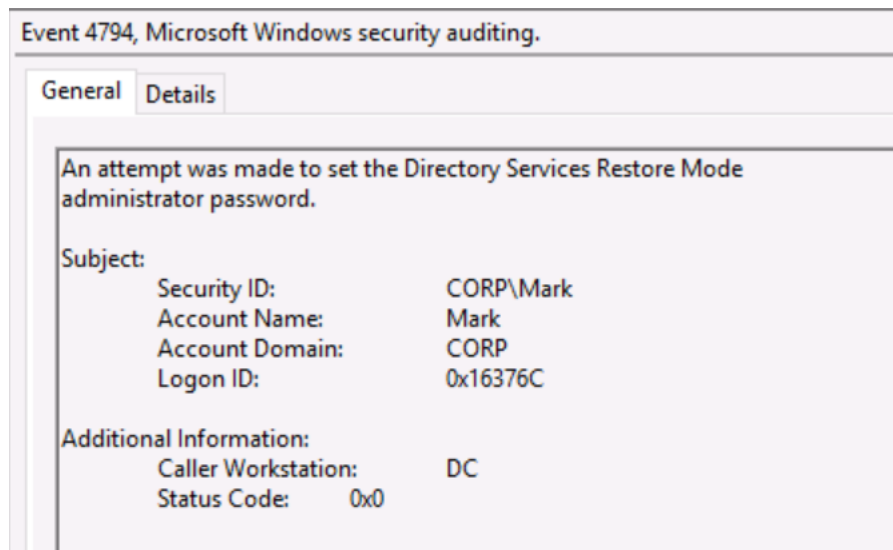 Event 4794, Microsoft Windows security auditing.
General Details
An attempt was made to set the Directory Services Restore Mode
administrator password.
Subject:
Security ID: CORP\Mark
Account Name: Mark
Account Domain: CORP
Logon ID: 0x16376C
Additional Information:
Caller Workstation: DC
Status Code: 0x0